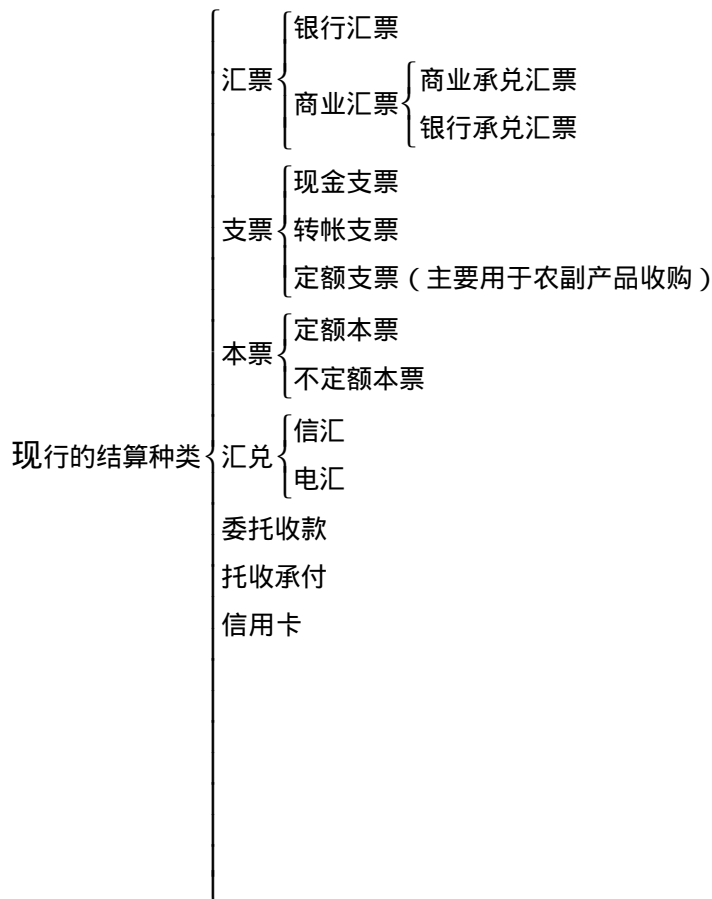 银行汇票
汇票
商业承兑汇票
商业汇票
银行承兑汇票
现金支票
支票
转帐支票
定额支票（主要用于农副产品收购）
定额本票
本票
不定额本票
信汇
现行的结算种类
汇兑
电汇
委托收款
托收承付
信用卡